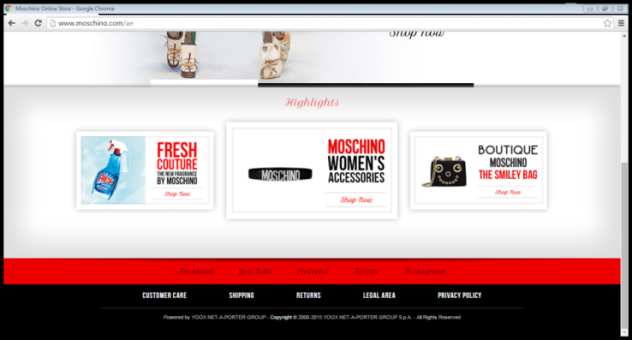 Moschino Online Store - Google Chrome
www.moschino.com/ae
Shop Now
Highlights
FRESH
COUTURE
THE NEW FRAGRANCE
BY MOSCHINO
Shop Now
MOSCHINO
MOSCHINO
WOMEN'S
ACCESSORIES
Shop Now
BOUTIQUE
MOSCHINO
THE SMILEY BAG
Shop Now
Facebook YouTube Pinterest Twitter Instagram
CUSTOMER CARE SHIPPING RETURNS LEGAL AREA PRIVACY POLICY
Powered by YOOX NET-A-PORTER GROUP - Copyright © 2000-2015 YOOX NET-A-PORTER GROUP S.p.A. - All Rights Reserved